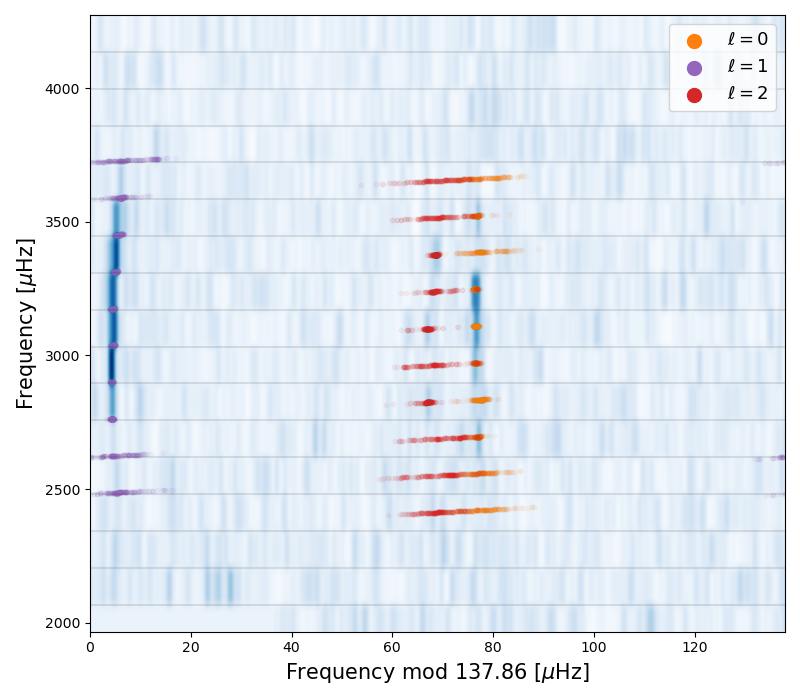 ℓ = 0
ℓ = 1
ℓ = 2
4000
3500
3000
2500
2000
Frequency [μHz]
0 20 40 60 80 100 120
Frequency mod 137.86 [μHz]